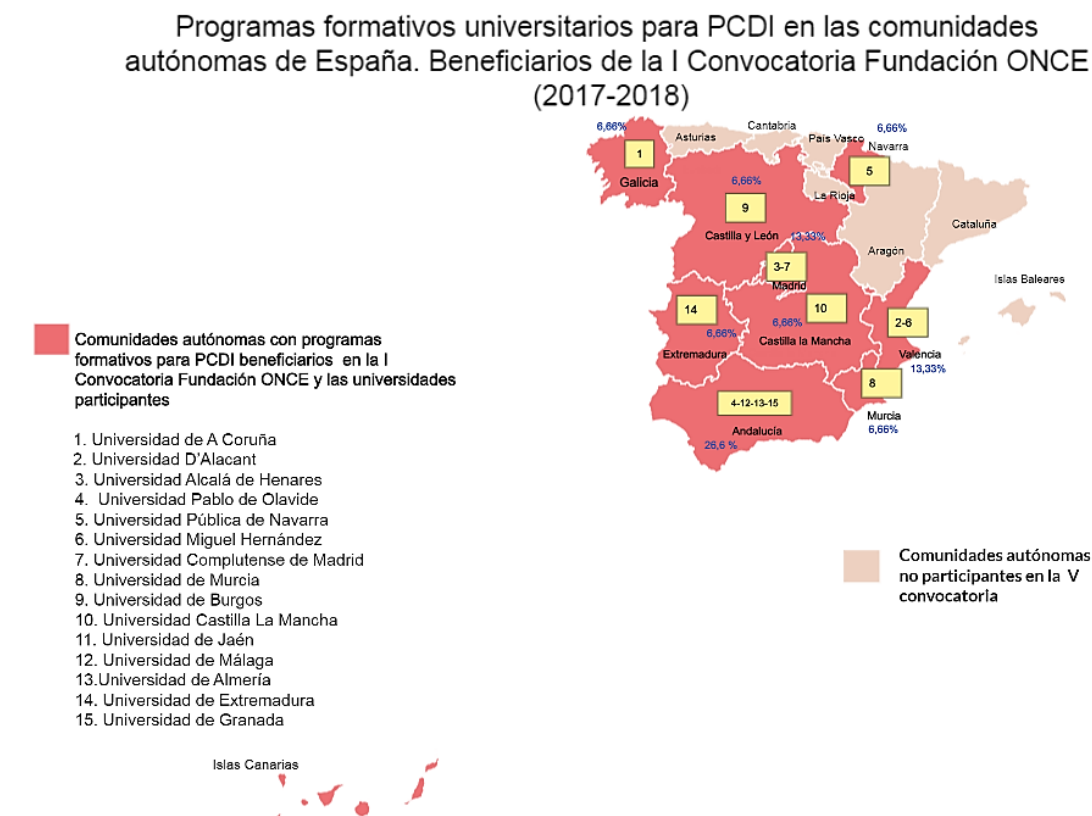 Programas formativos universitarios para PCDI en las comunidades
autónomas de España. Beneficiarios de la I Convocatoria Fundación ONCE
(2017-2018)
6,66%
Asturias
Cantabria
País Vasco
6,66%
Navarra
1
Galicia
5
6,66%
La Rioja
9
Castilla y León
13,33%
Cataluña
Aragón
3-7
Madrid
Islas Baleares
14
10
6,66%
6,66%
Castilla la Mancha
2-6
Extremadura
Valencia
13,33%
8
4-12-13-15
Murcia
6,66%
Andalucía
26,6 %
Comunidades autónomas con programas
formativos para PCDI beneficiarios en la I
Convocatoria Fundación ONCE y las universidades
participantes
1. Universidad de A Coruña
2. Universidad D'Alacant
3. Universidad Alcalá de Henares
4. Universidad Pablo de Olavide
5. Universidad Pública de Navarra
6. Universidad Miguel Hernández
7. Universidad Complutense de Madrid
8. Universidad de Murcia
9. Universidad de Burgos
10. Universidad Castilla La Mancha
11. Universidad de Jaén
12. Universidad de Málaga
13.Universidad de Almería
14. Universidad de Extremadura
15. Universidad de Granada
Comunidades autónomas
no participantes en la V
convocatoria
Islas Canarias